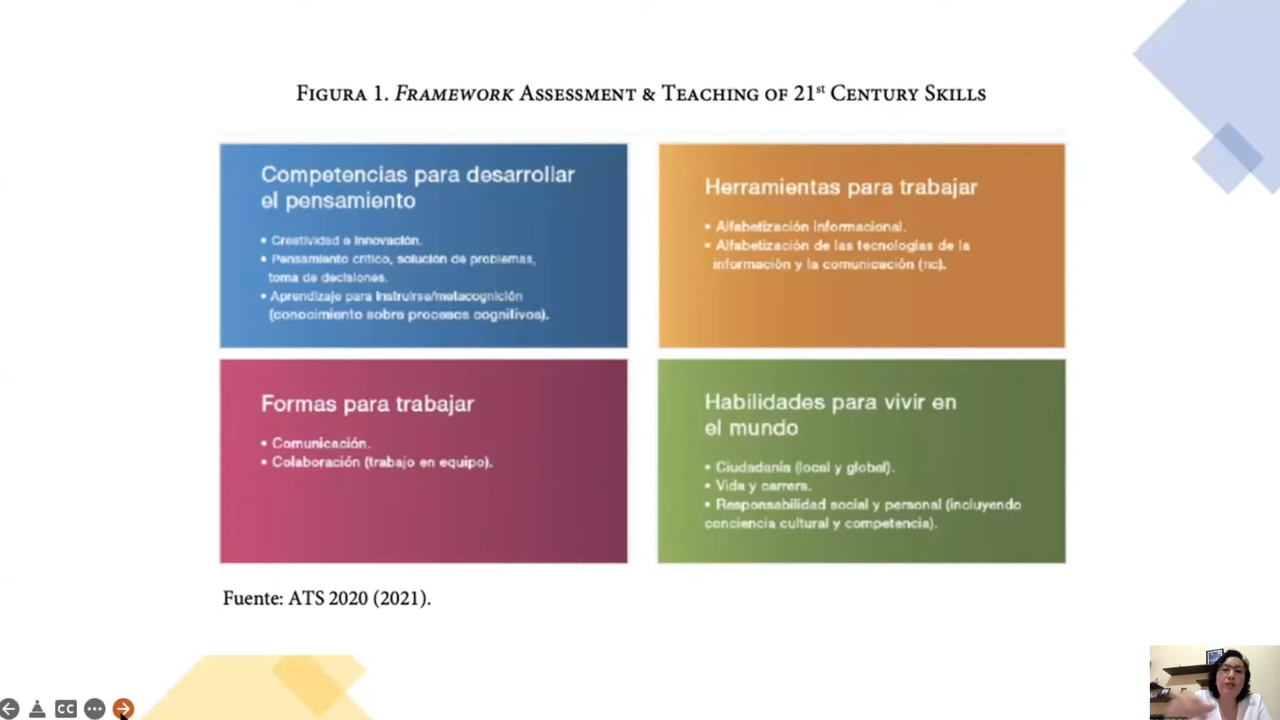 FIGURA 1. FRAMEWORK ASSESSMENT & TEACHING OF 21st CENTURY SKILLS
Competencias para desarrollar
el pensamiento
• Creatividad e innovación.
• Pensamiento crítico, solución de problemas,
toma de decisiones.
• Aprendizaje para instruirse/metacognición
(conocimiento sobre procesos cognitivos).
Herramientas para trabajar
• Alfabetización informacional.
• Alfabetización de las tecnologías de la
información y la comunicación (TIC).
Formas para trabajar
• Comunicación.
• Colaboración (trabajo en equipo).
Habilidades para vivir en
el mundo
• Ciudadanía (local y global).
• Vida y carrera.
• Responsabilidad social y personal (incluyendo
conciencia cultural y competencia).
Fuente: ATS 2020 (2021).
CC